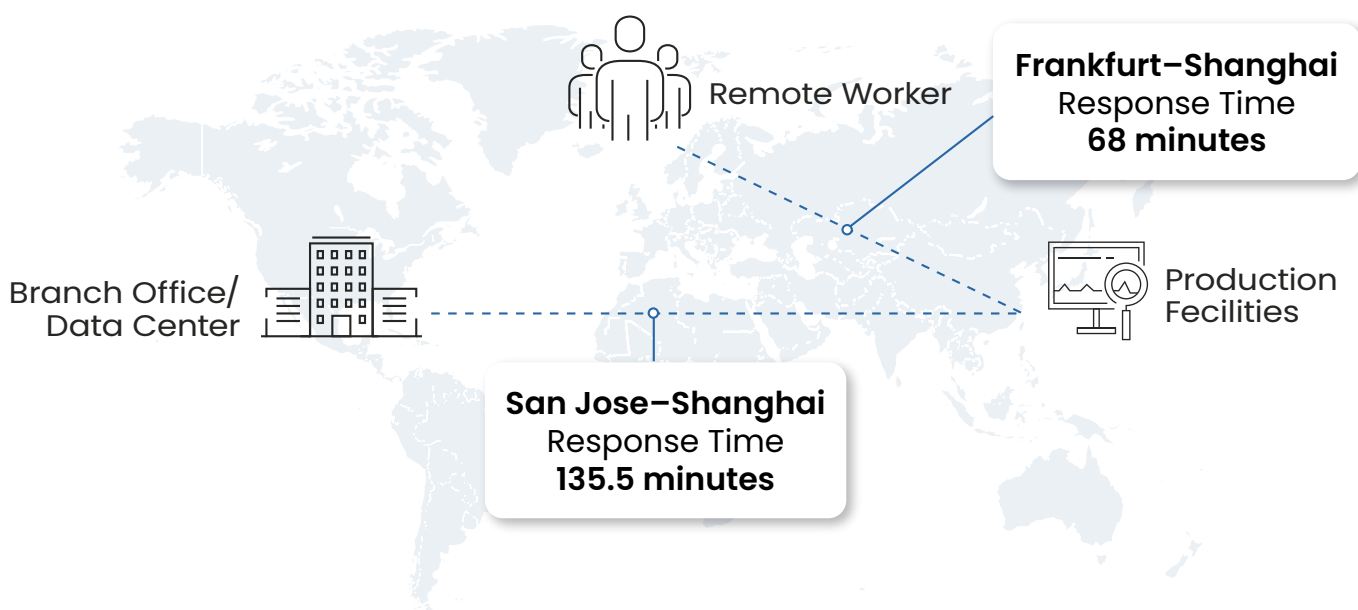 Remote Worker
Frankfurt–Shanghai
Response Time
68 minutes
Branch Office/
Data Center
Production
Fecilities
San Jose–Shanghai
Response Time
135.5 minutes